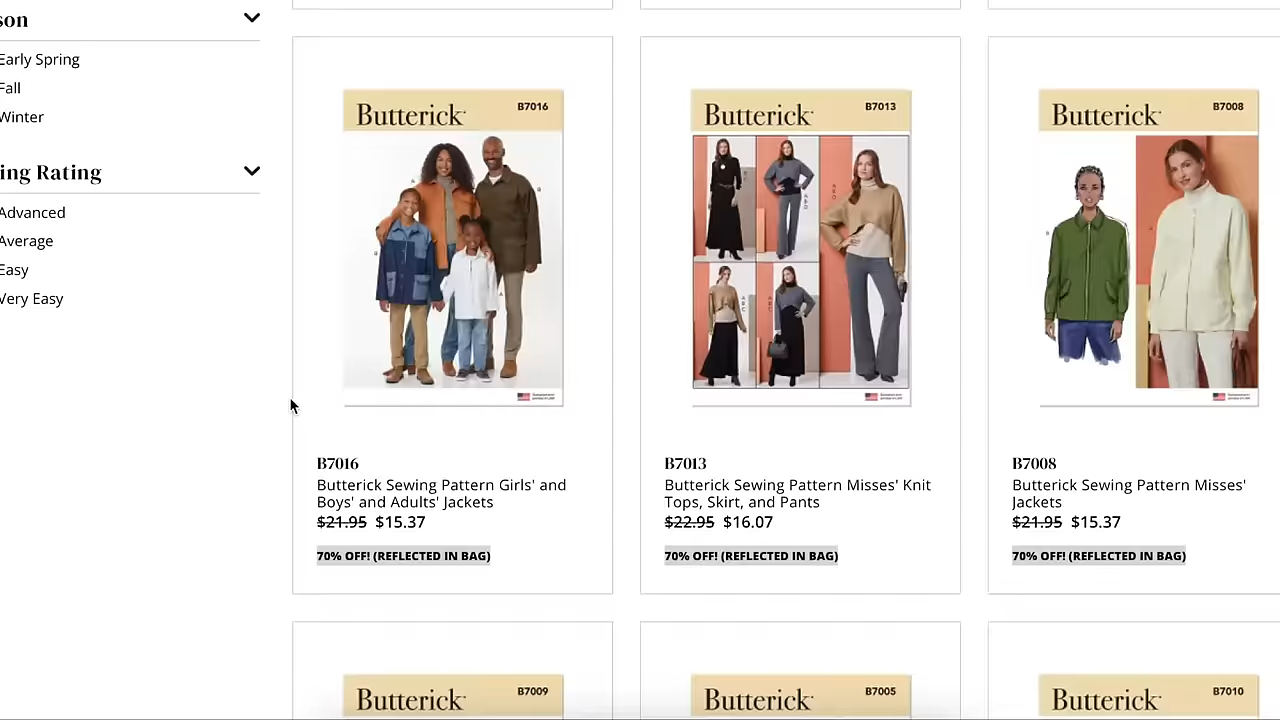 son
Early Spring
Fall
Winter
ing Rating
Advanced
Average
Easy
Very Easy
Butterick
B7016
B7016
Butterick Sewing Pattern Girls' and
Boys' and Adults' Jackets
$21.95 $15.37
70% OFF! (REFLECTED IN BAG)
Butterick
B7013
B7013
Butterick Sewing Pattern Misses' Knit
Tops, Skirt, and Pants
$22.95 $16.07
70% OFF! (REFLECTED IN BAG)
Butterick
B7008
B7008
Butterick Sewing Pattern Misses'
Jackets
$21.95 $15.37
70% OFF! (REFLECTED IN BAG)
Butterick
B7009
Butterick
B7005
Butterick
B7010